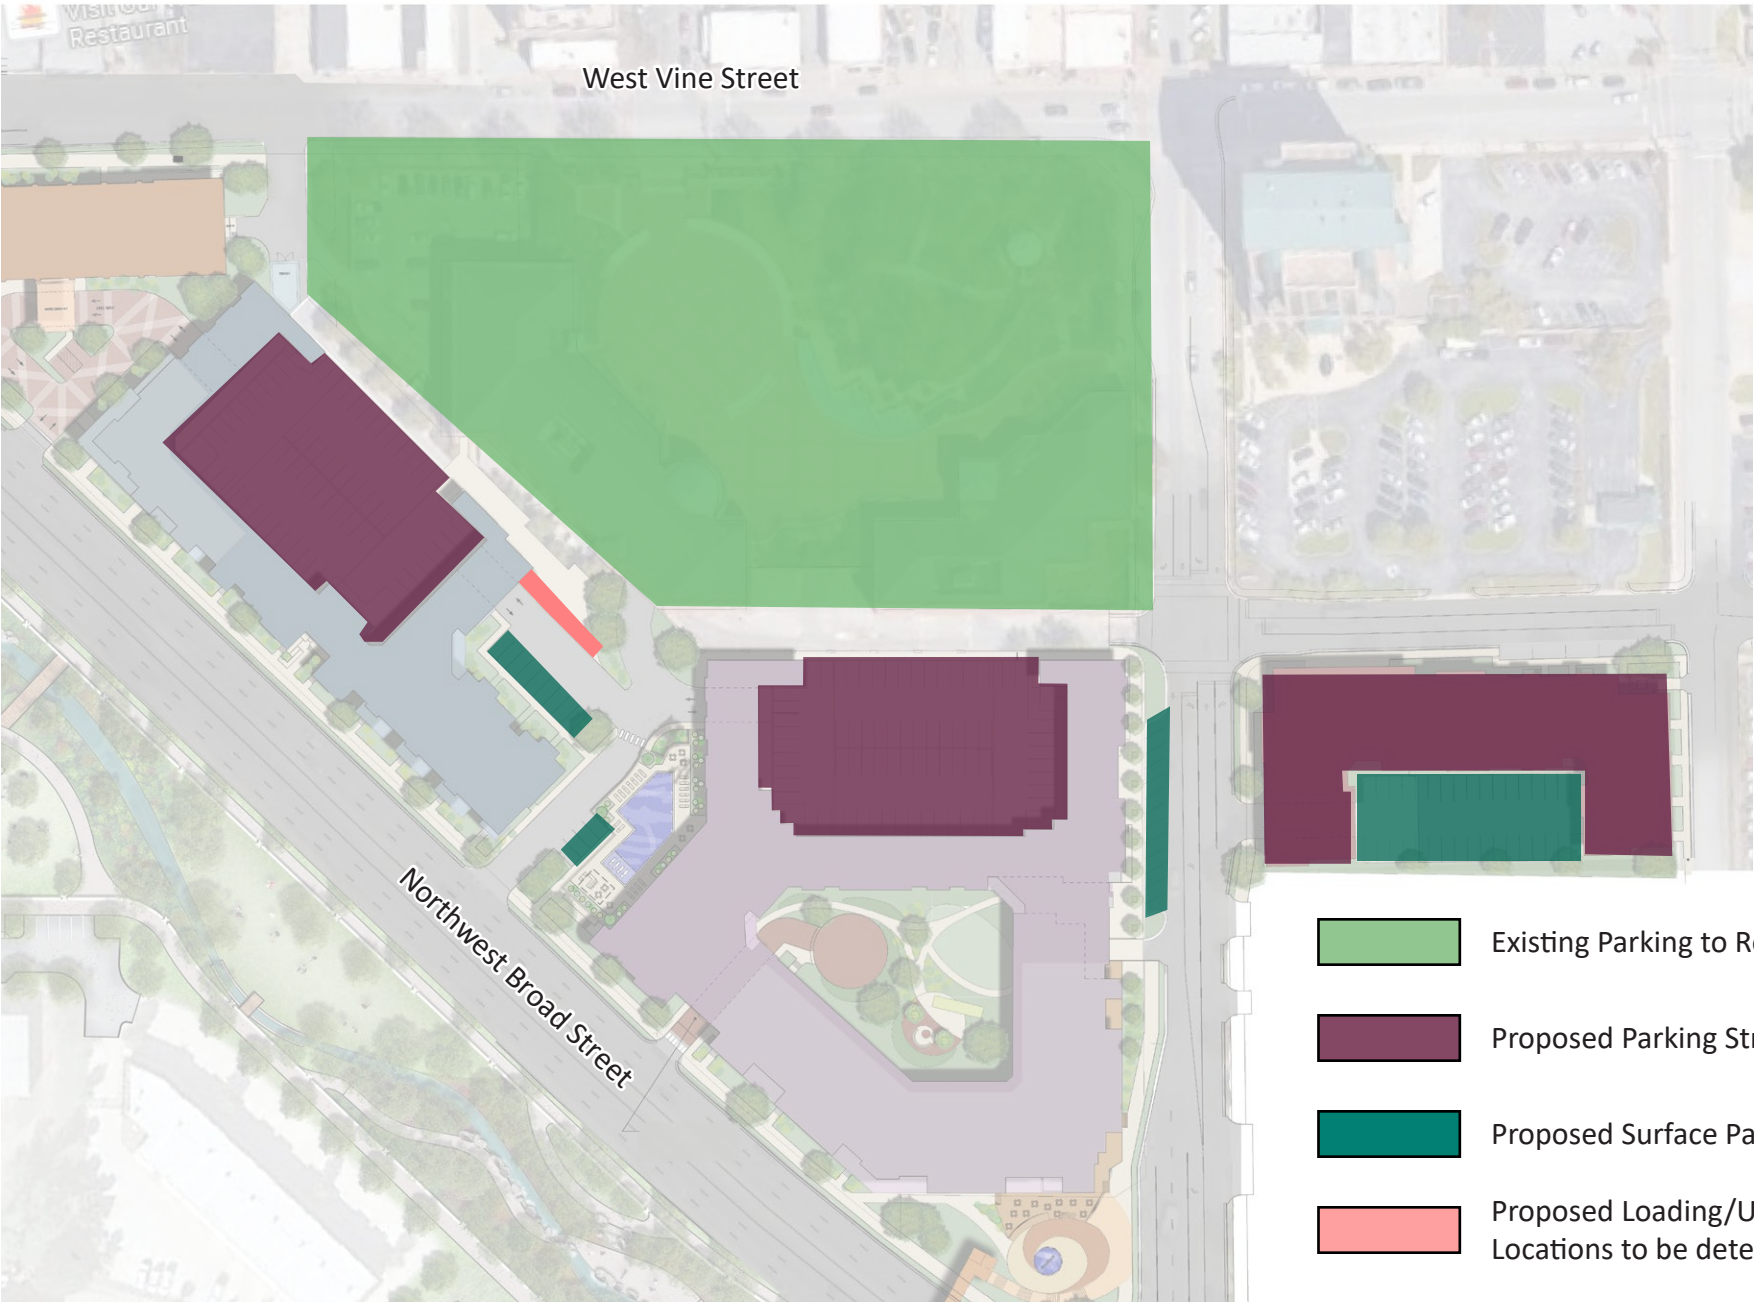 Restaurant
West Vine Street
Northwest Broad Street
Existing Parking to R
Proposed Parking Str
Proposed Surface Pa
Proposed Loading/U
Locations to be dete